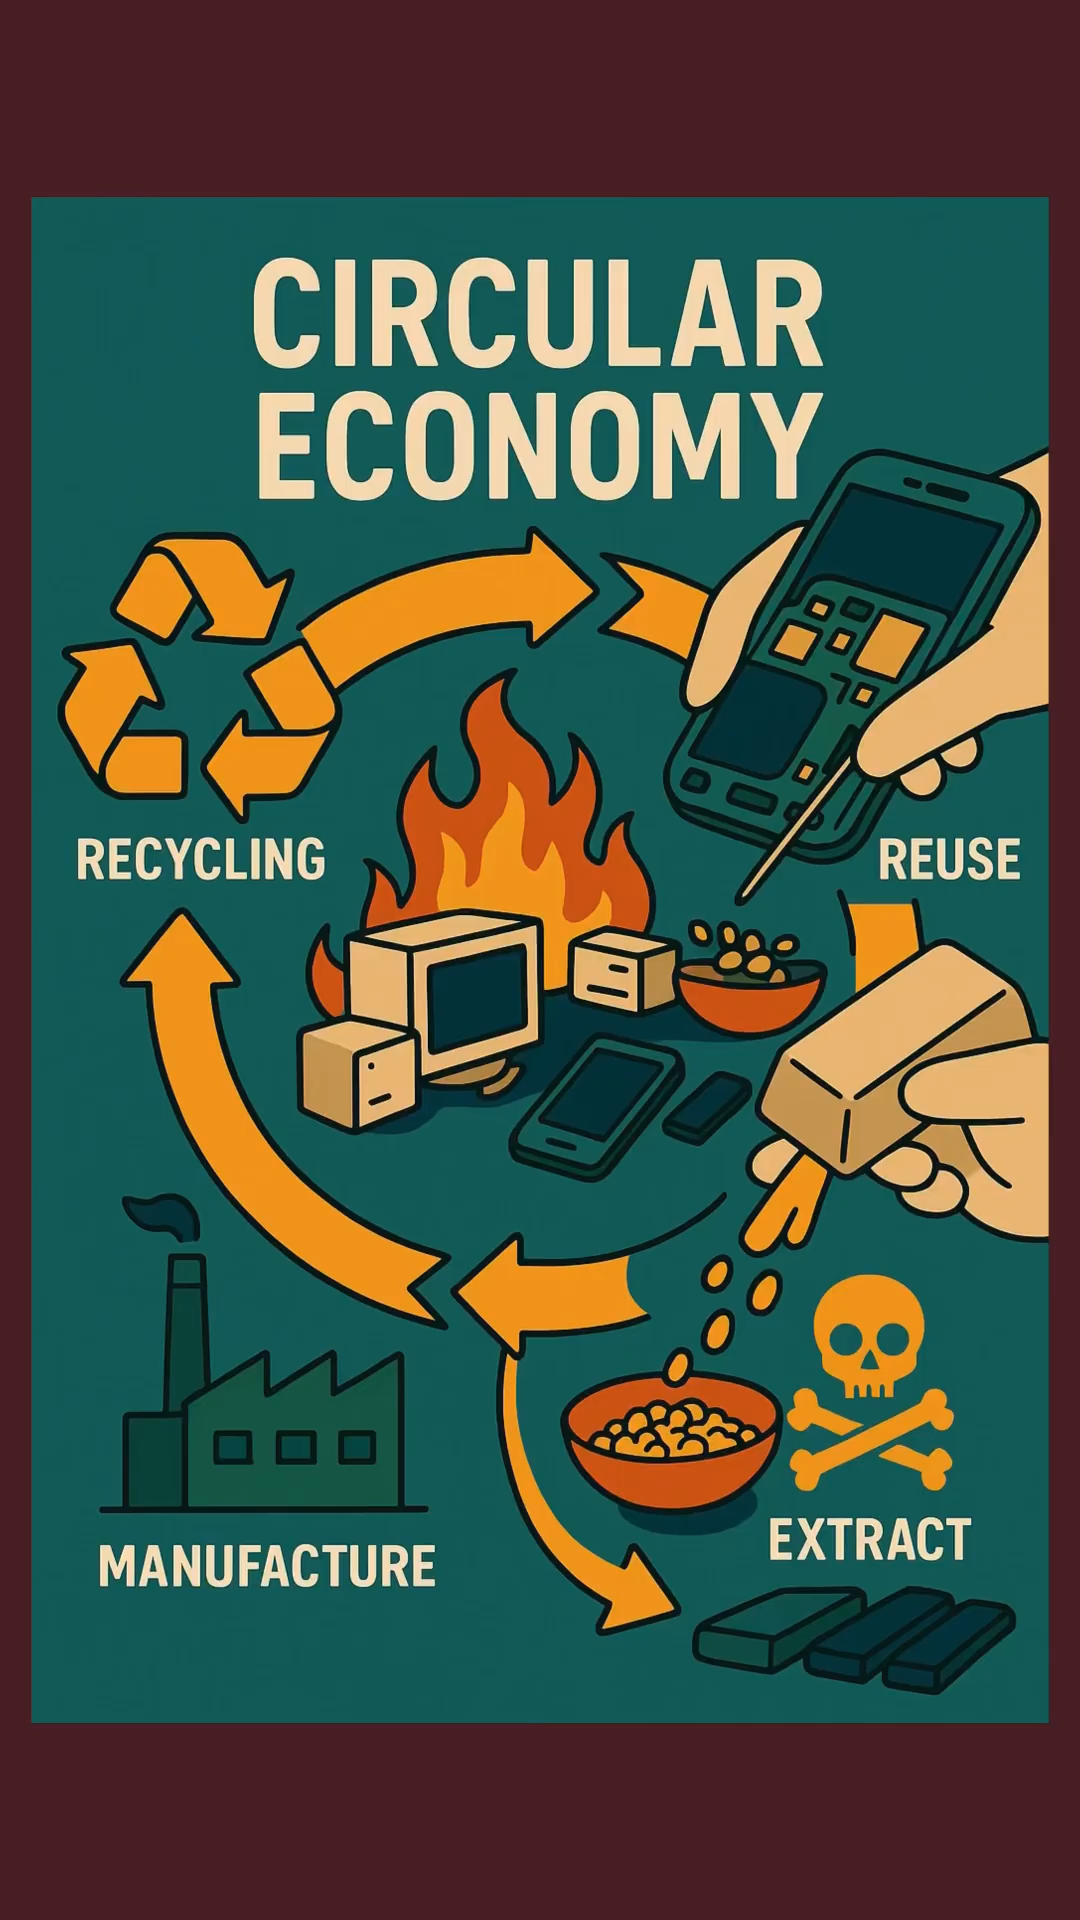 CIRCULAR
ECONOMY
RECYCLING
REUSE
EXTRACT
MANUFACTURE